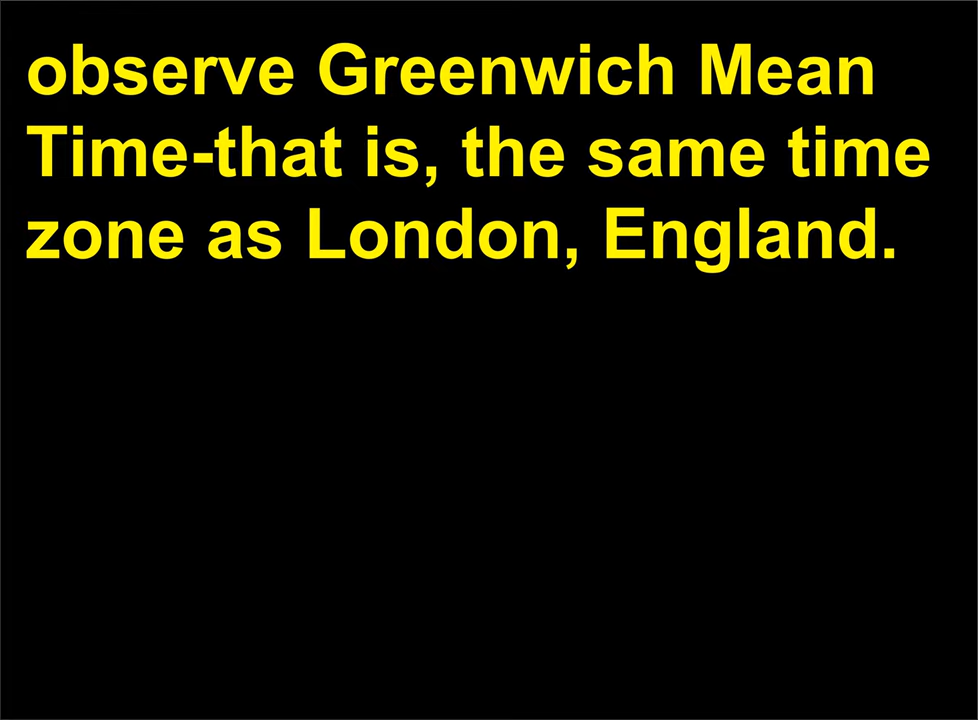 observe Greenwich Mean
Time-that is, the same time
zone as London, England.